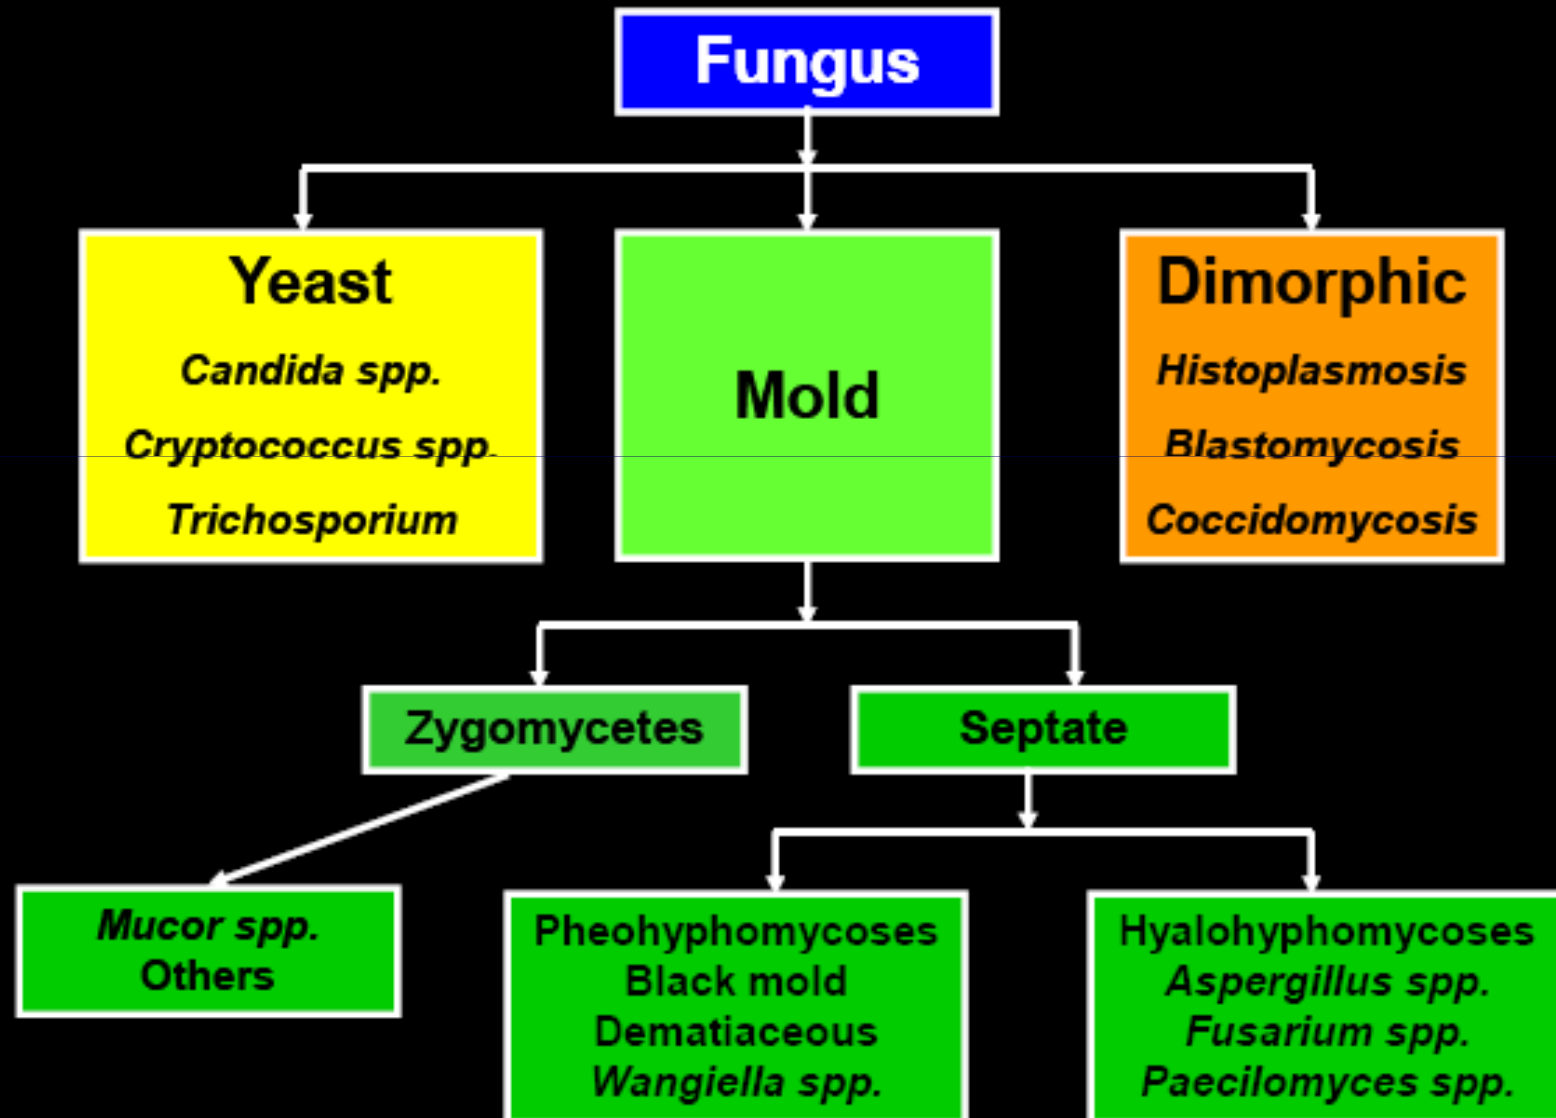 Fungus
Yeast
Candida spp.
Cryptococcus spp.
Trichosporium
Mold
Dimorphic
Histoplasmosis
Blastomycosis
Coccidomycosis
Zygomycetes
Septate
Mucor spp.
Others
Pheohyphomycoses
Black mold
Dematiaceous
Wangiella spp.
Hyalohyphomycoses
Aspergillus spp.
Fusarium spp.
Paecilomyces spp.